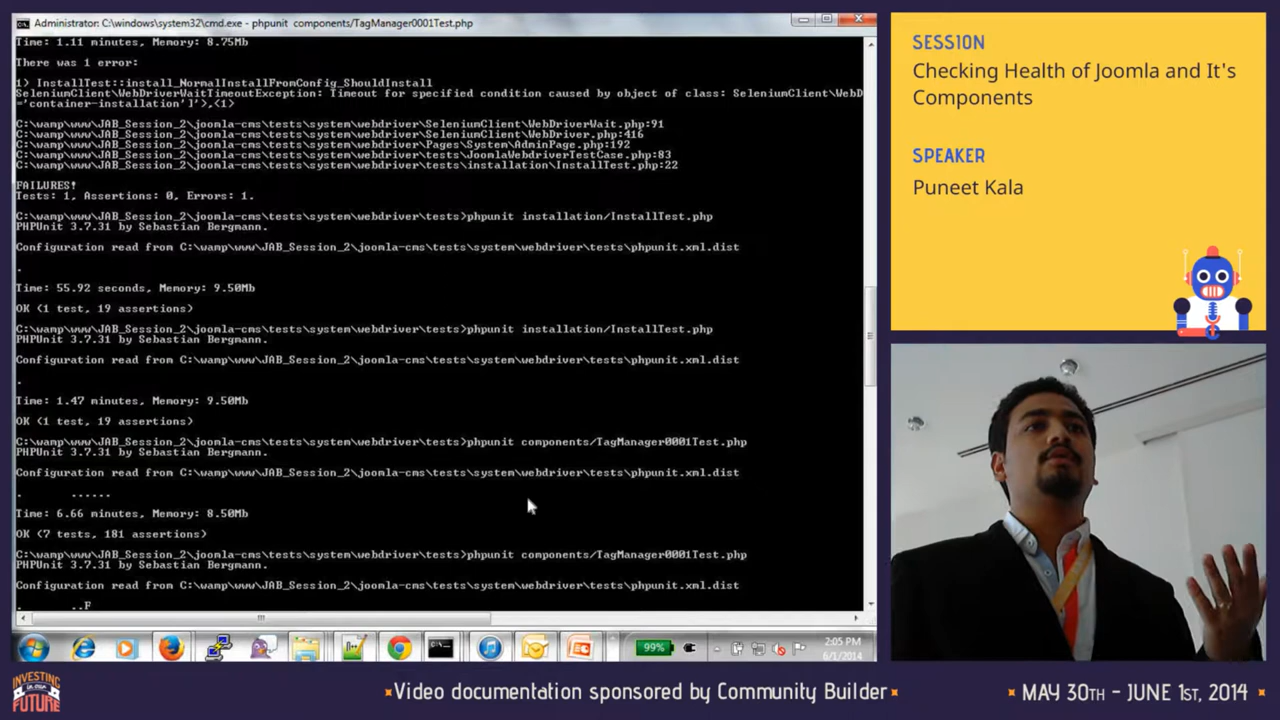 Administrator: C:\windows\system32\cmd.exe - phpunit components/TagManager0001Test.php
Time: 1.11 minutes, Memory: 8.75Mb
There was 1 error:
1) InstallTest::install_NormalInstallFromConfig_ShouldInstall
SeleniumClient\WebDriverWaitTimeoutException: Timeout for specified condition caused by object of class: SeleniumClient\WebD
='container-installation']'>,<1>
C:\wamp\www\JAB_Session_2\joomla-cms\tests\system\webdriver\SeleniumClient\WebDriverWait.php:91
C:\wamp\www\JAB_Session_2\joomla-cms\tests\system\webdriver\SeleniumClient\WebDriver.php:416
C:\wamp\www\JAB_Session_2\joomla-cms\tests\system\webdriver\Pages\System\AdminPage.php:192
C:\wamp\www\JAB_Session_2\joomla-cms\tests\system\webdriver\tests\JoomlaWebdriverTestCase.php:83
C:\wamp\www\JAB_Session_2\joomla-cms\tests\system\webdriver\tests\installation\InstallTest.php:22
FAILURES!
Tests: 1, Assertions: 0, Errors: 1.
C:\wamp\www\JAB_Session_2\joomla-cms\tests\system\webdriver\tests>phpunit installation/InstallTest.php
PHPUnit 3.7.31 by Sebastian Bergmann.
Configuration read from C:\wamp\www\JAB_Session_2\joomla-cms\tests\system\webdriver\tests\phpunit.xml.dist
.
Time: 55.92 seconds, Memory: 9.50Mb
OK (1 test, 19 assertions)
C:\wamp\www\JAB_Session_2\joomla-cms\tests\system\webdriver\tests>phpunit installation/InstallTest.php
PHPUnit 3.7.31 by Sebastian Bergmann.
Configuration read from C:\wamp\www\JAB_Session_2\joomla-cms\tests\system\webdriver\tests\phpunit.xml.dist
.
Time: 1.47 minutes, Memory: 9.50Mb
OK (1 test, 19 assertions)
C:\wamp\www\JAB_Session_2\joomla-cms\tests\system\webdriver\tests>phpunit components/TagManager0001Test.php
PHPUnit 3.7.31 by Sebastian Bergmann.
Configuration read from C:\wamp\www\JAB_Session_2\joomla-cms\tests\system\webdriver\tests\phpunit.xml.dist
. ......
Time: 6.66 minutes, Memory: 8.50Mb
OK (7 tests, 181 assertions)
C:\wamp\www\JAB_Session_2\joomla-cms\tests\system\webdriver\tests>phpunit components/TagManager0001Test.php
PHPUnit 3.7.31 by Sebastian Bergmann.
Configuration read from C:\wamp\www\JAB_Session_2\joomla-cms\tests\system\webdriver\tests\phpunit.xml.dist
. ..F
99%
2:05 PM
6/1/2014
SESSION
Checking Health of Joomla and It's
Components
SPEAKER
Puneet Kala
INVESTING
IN OUR
FUTURE
Video documentation sponsored by Community Builder
MAY 30TH - JUNE 1ST, 2014